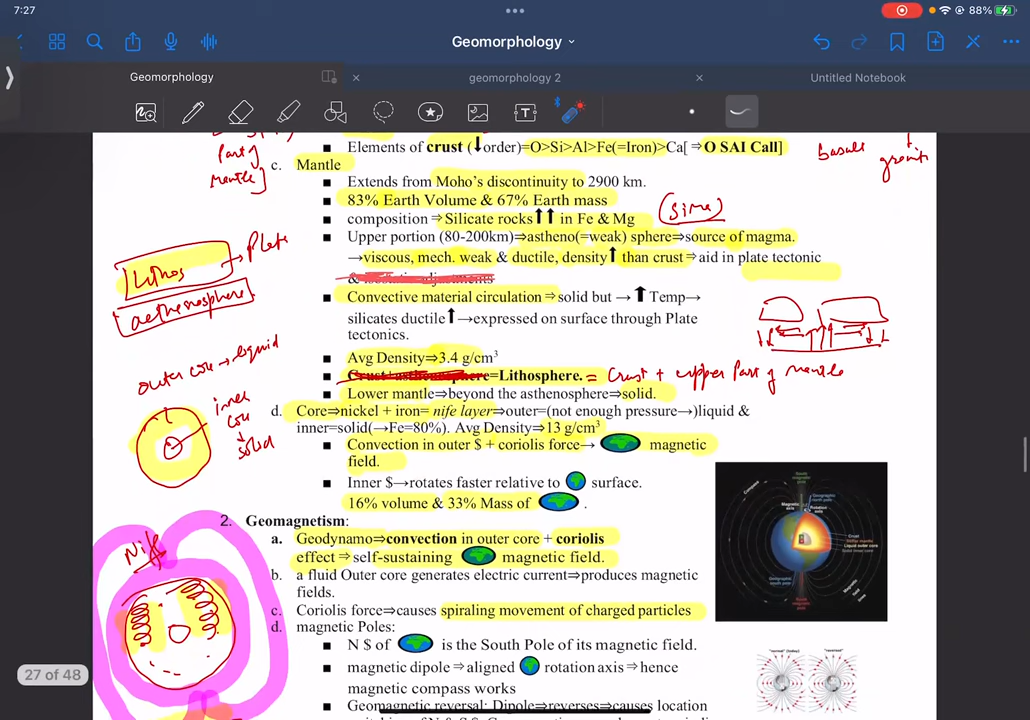 7:27
88%
Geomorphology
Geomorphology
geomorphology 2
Untitled Notebook
Part of
Mantle]
Elements of crust (⬇order)=O>Si>Al>Fe(=Iron)>Ca[ ⇒O SAI Call]
basalt
granite
c. Mantle
Extends from Moho's discontinuity to 2900 km.
83% Earth Volume & 67% Earth mass
composition ⇒ Silicate rocks⬆⬆ in Fe & Mg
(Sima)
Upper portion (80-200km)⇒astheno(=weak) sphere⇒source of magma.
→viscous, mech. weak & ductile, density⬆ than crust⇒aid in plate tectonic
Lithos → Plate
aesthenosphere
Convective material circulation ⇒ solid but → ⬆ Temp→
silicates ductile⬆→expressed on surface through Plate
tectonics.
Avg Density⇒3.4 g/cm³
=Lithosphere. = Crust + upper Part of mantle
Lower mantle⇒beyond the asthenosphere⇒solid.
outer core → liquid
inner
core
↓
solid
d. Core⇒nickel + iron= nife layer⇒outer=(not enough pressure→)liquid &
inner=solid(→Fe=80%). Avg Density⇒13 g/cm³
Convection in outer $ + coriolis force→ magnetic
field.
Inner $→rotates faster relative to surface.
16% volume & 33% Mass of .
2. Geomagnetism:
Nife
a. Geodynamo⇒convection in outer core + coriolis
effect ⇒ self-sustaining magnetic field.
b. a fluid Outer core generates electric current⇒produces magnetic
fields.
c. Coriolis force⇒causes spiraling movement of charged particles
d. magnetic Poles:
N $ of is the South Pole of its magnetic field.
magnetic dipole ⇒ aligned rotation axis ⇒ hence
magnetic compass works
Geomagnetic reversal: Dipole⇒reverses⇒causes location
27 of 48